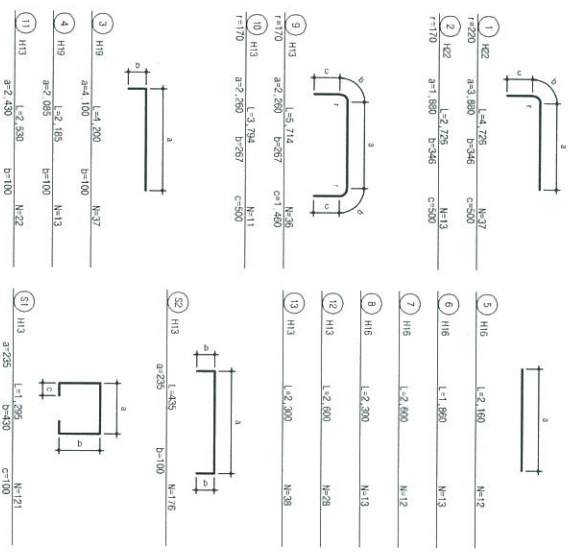 a
b
r
c
1 H22 L=4,726 N=37
r=220 a=3,880 b=346 c=500
2 H22 L=2,726 N=13
r=170 a=1,880 b=346 c=500
a
b b
r r
c c
9 H13 L=5,714 N=36
r=170 a=2,260 b=267 c=1,460
10 H13 L=3,794 N=11
r=170 a=2,260 b=267 c=500
a
3 H19 L=4,200 N=37
a=4,100 b=100
4 H19 L=2,185 N=13
a=2,085 b=100
11 H13 L=2,530 N=22
a=2,430 b=100
a
5 H16 L=2,160 N=12
6 H16 L=1,860 N=13
7 H16 L=2,600 N=12
8 H16 L=2,300 N=13
12 H13 L=2,600 N=28
13 H13 L=2,300 N=38
a
b b
S2 H13 L=435 N=176
a=235 b=100
a
b
c
S1 H13 L=1,295 N=121
a=235 b=430 c=100